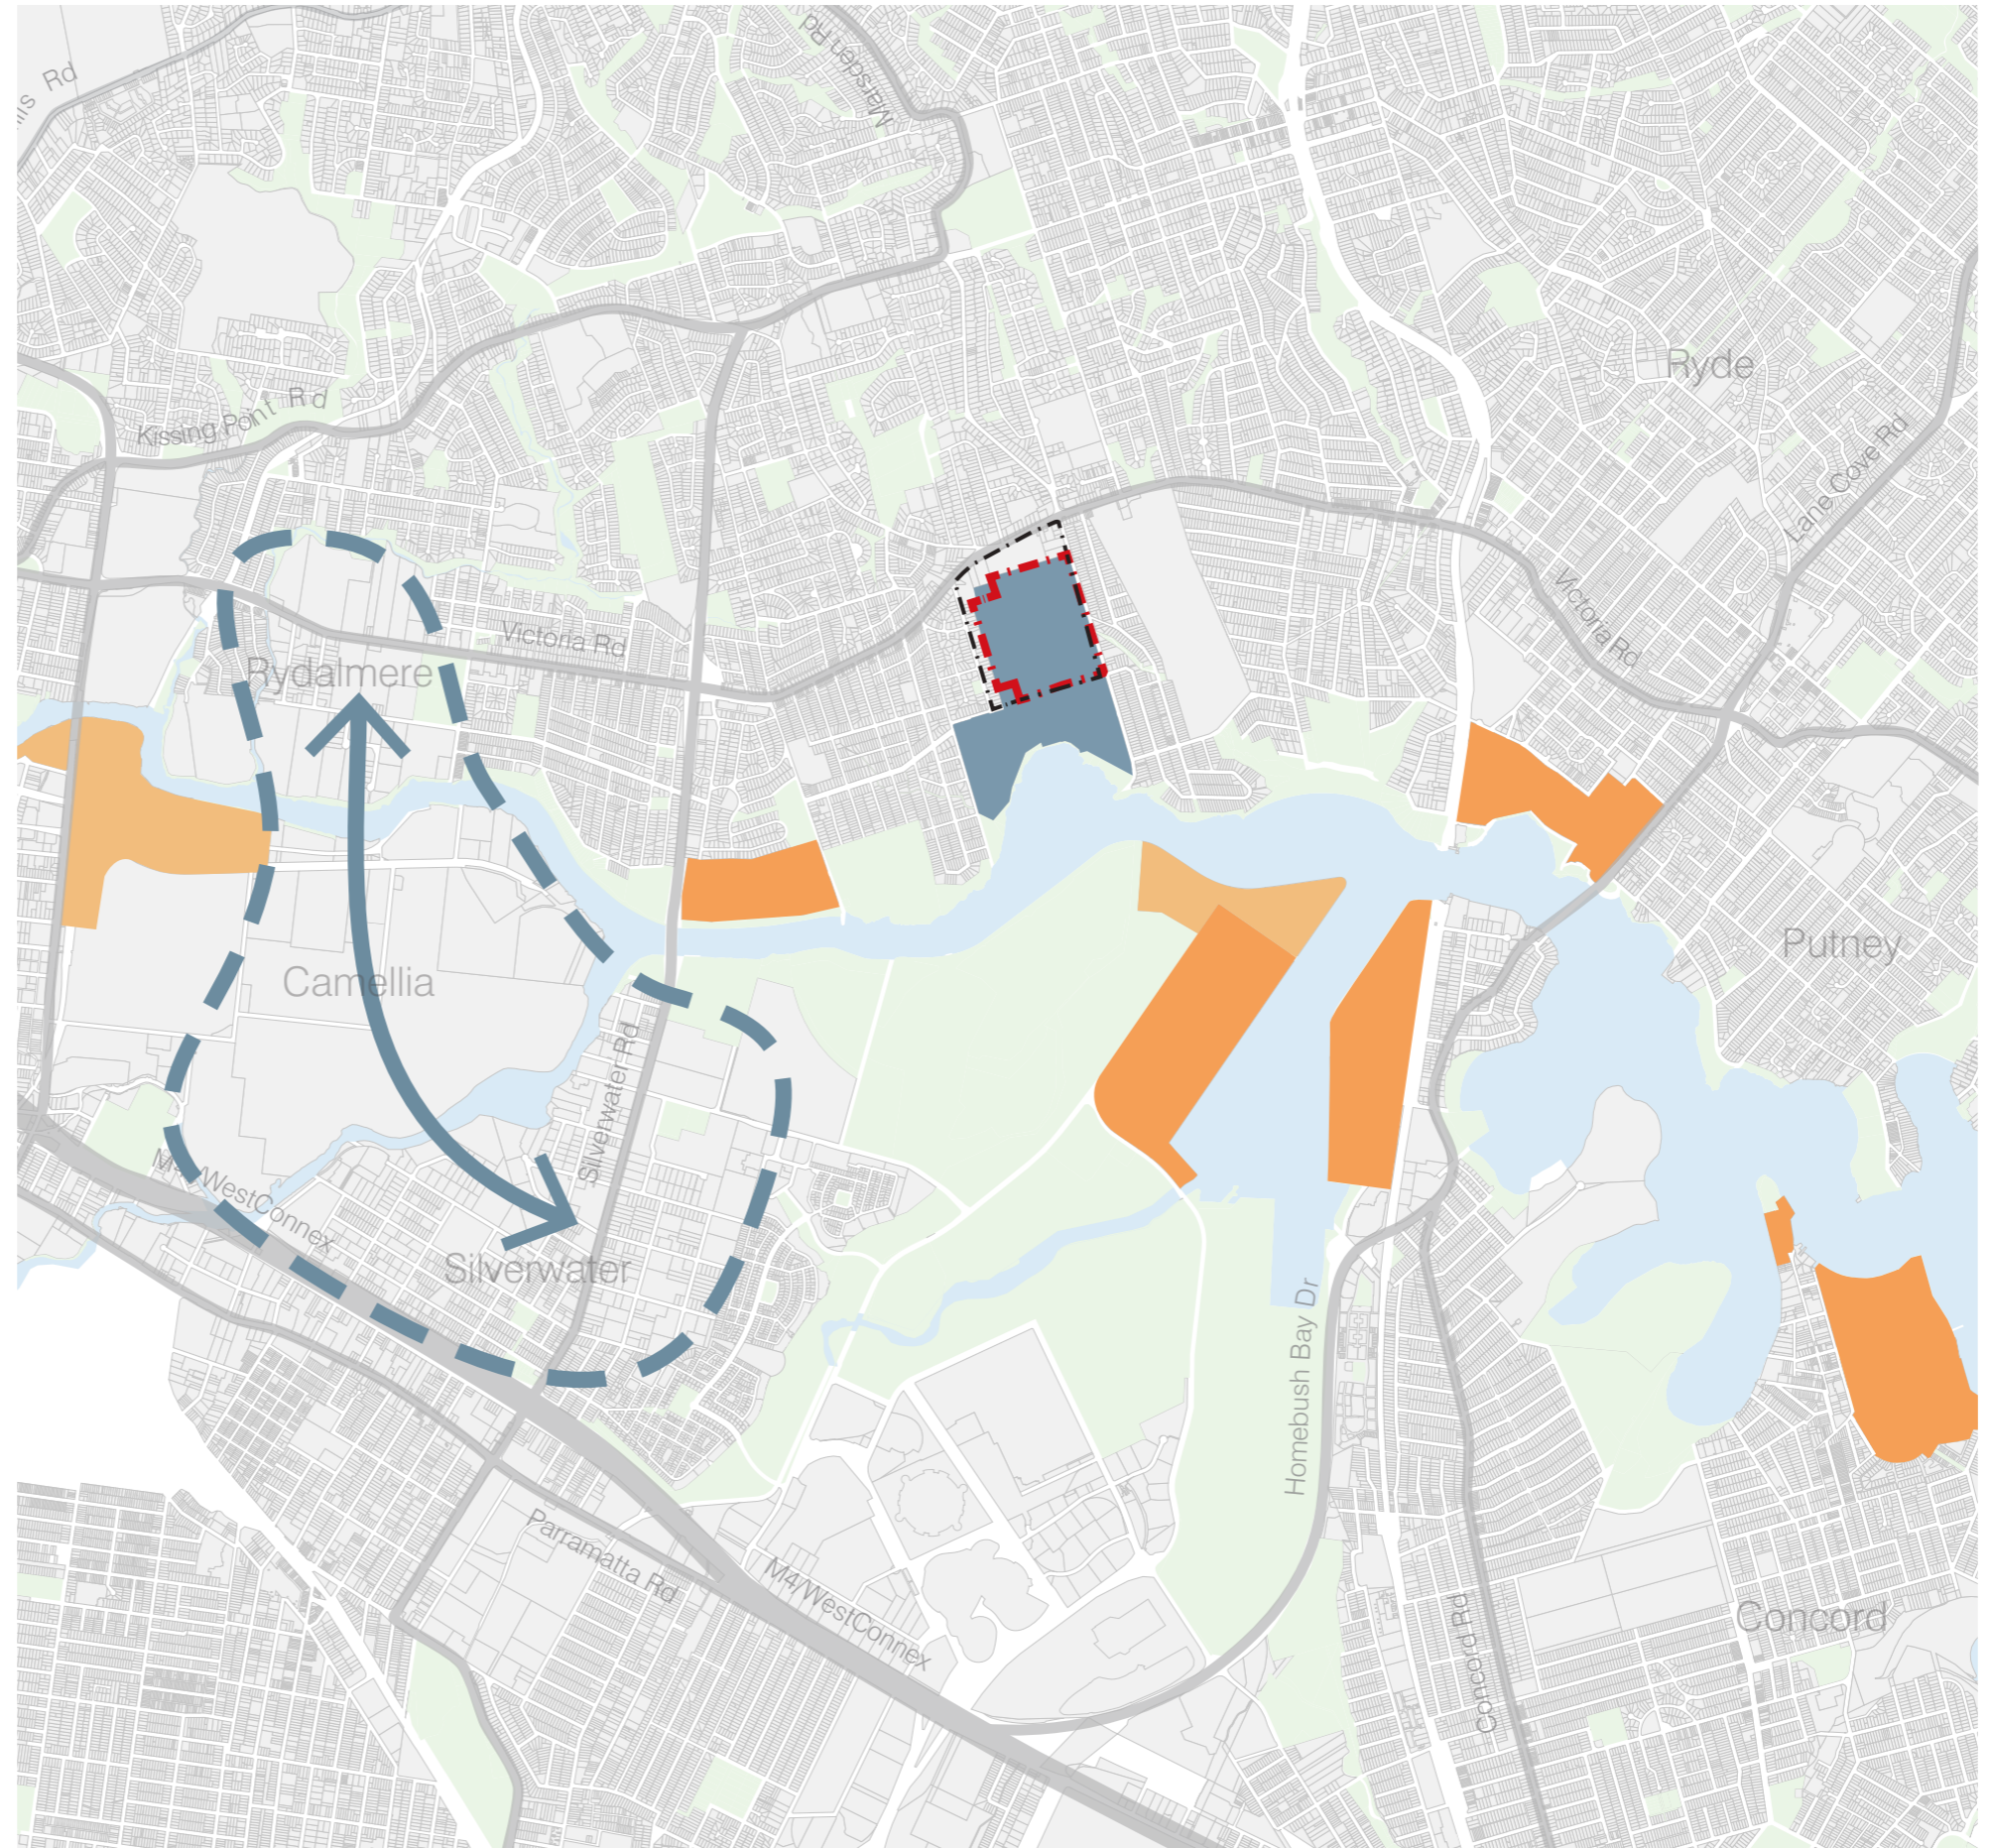 Marsden Rd
Rd
Ryde
Kissing Point Rd
Lane Cove Rd
Victoria Rd
Victoria Rd
Rydalmere
Putney
Camellia
Silverwater Rd
M4/WestConnex
Silverwater
Homebush Bay Dr
Parramatta Rd
M4/WestConnex
Concord Rd
Concord